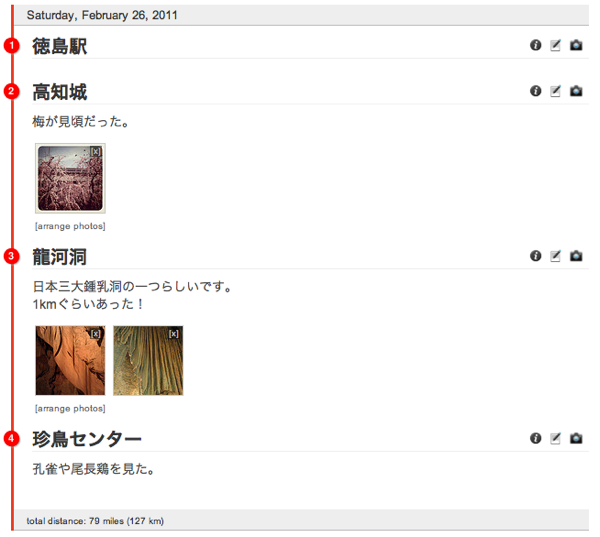 Saturday, February 26, 2011
1 徳島駅
2 高知城
梅が見頃だった。
[x]
[arrange photos]
3 龍河洞
日本三大鍾乳洞の一つらしいです。
1kmぐらいあった！
[x] [x]
[arrange photos]
4 珍鳥センター
孔雀や尾長鶏を見た。
total distance: 79 miles (127 km)